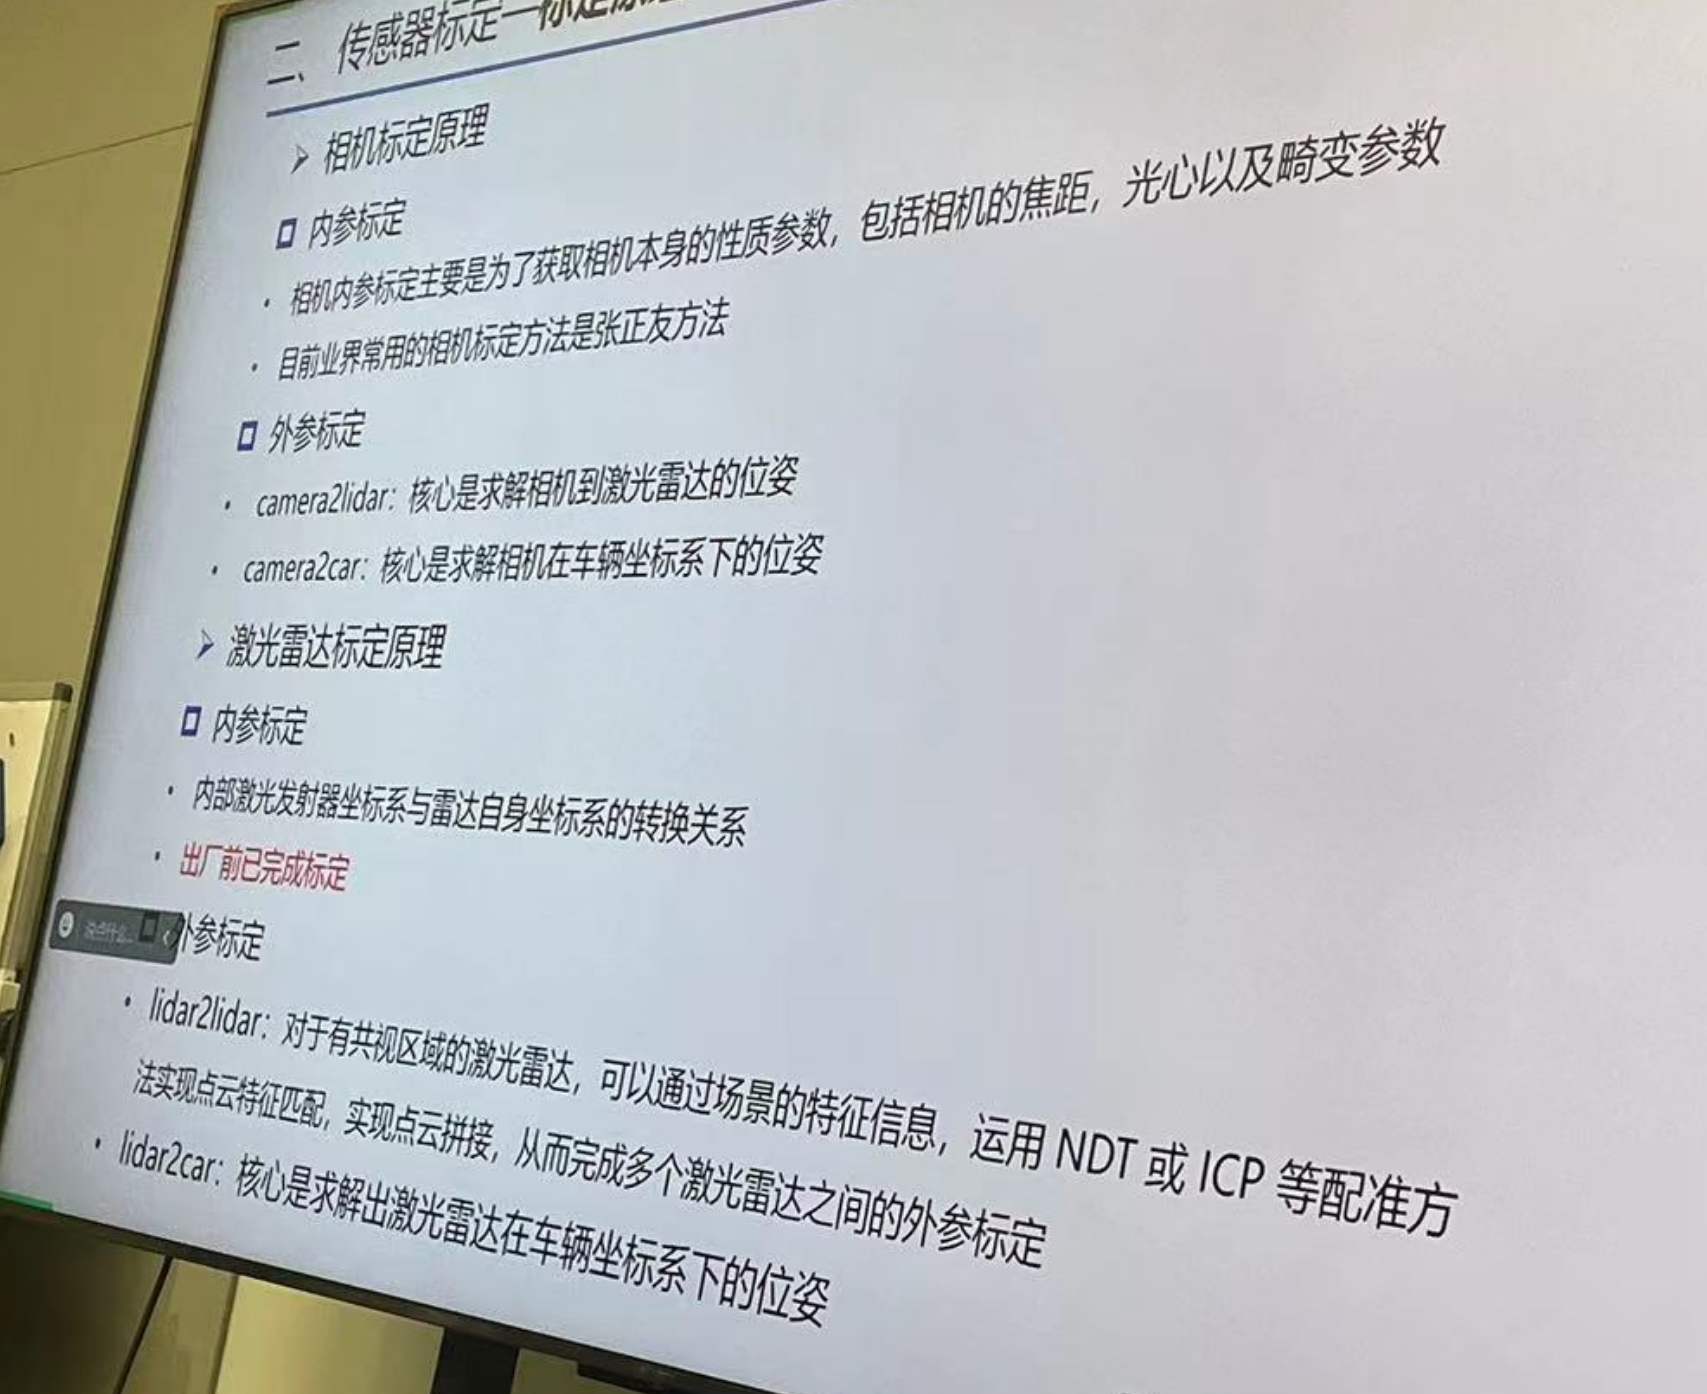 二、传感器标定—标定原理
➢ 相机标定原理
内参标定
• 相机内参标定主要是为了获取相机本身的性质参数，包括相机的焦距，光心以及畸变参数
• 目前业界常用的相机标定方法是张正友方法
外参标定
• camera2lidar：核心是求解相机到激光雷达的位姿
• camera2car：核心是求解相机在车辆坐标系下的位姿
➢ 激光雷达标定原理
内参标定
• 内部激光发射器坐标系与雷达自身坐标系的转换关系
• 出厂前已完成标定
说点什么...
外参标定
• lidar2lidar：对于有共视区域的激光雷达，可以通过场景的特征信息，运用 NDT 或 ICP 等配准方
法实现点云特征匹配，实现点云拼接，从而完成多个激光雷达之间的外参标定
• lidar2car：核心是求解出激光雷达在车辆坐标系下的位姿